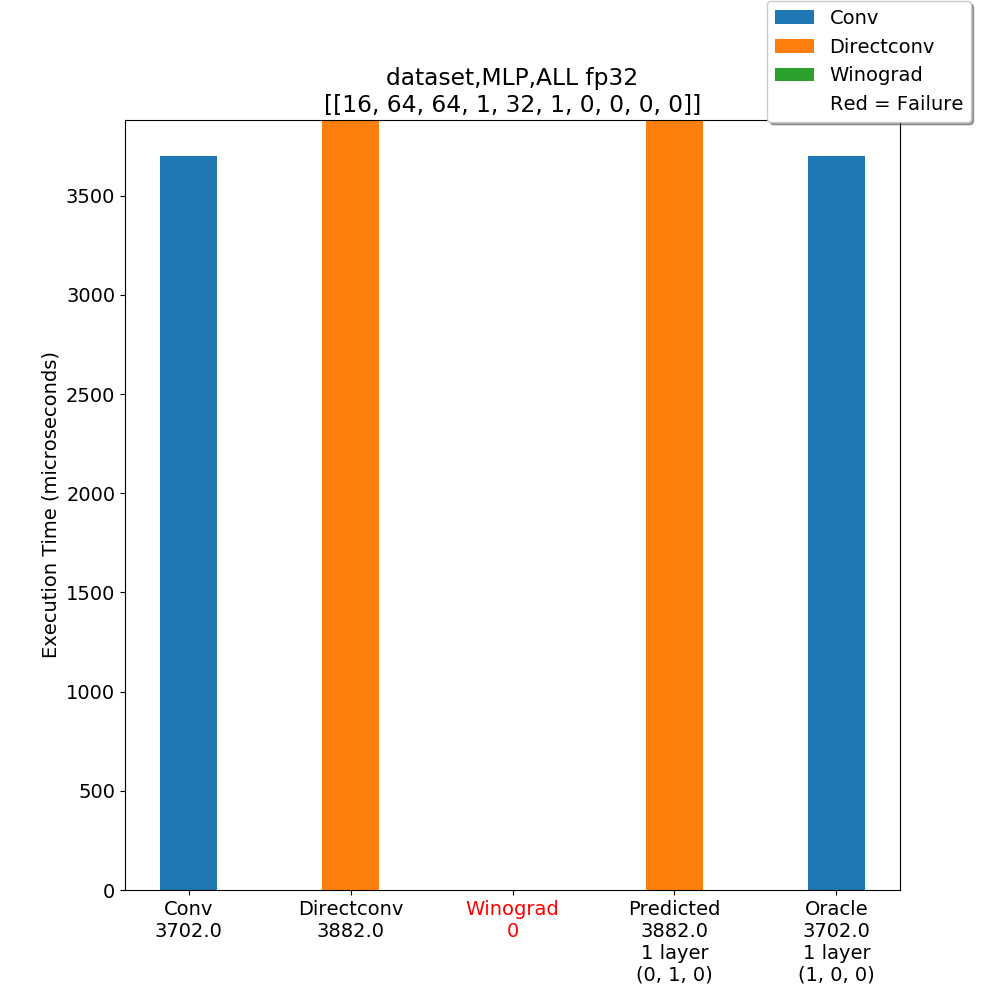 Conv
Directconv
Winograd
Red = Failure
dataset,MLP,ALL fp32
[[16, 64, 64, 1, 32, 1, 0, 0, 0, 0]]
Execution Time (microseconds)
3500
3000
2500
2000
1500
1000
500
0
Conv
3702.0
Directconv
3882.0
Winograd
0
Predicted
3882.0
1 layer
(0, 1, 0)
Oracle
3702.0
1 layer
(1, 0, 0)